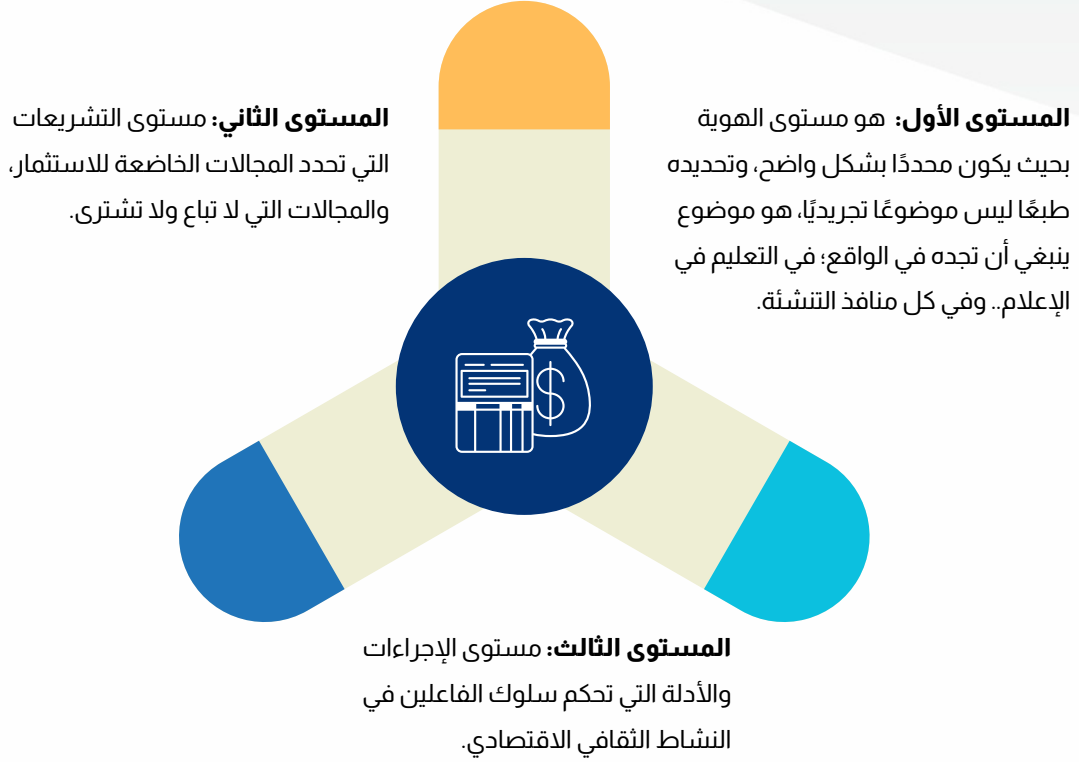 المستوى الأول: هو مستوى الهوية
بحيث يكون محددًا بشكل واضح، وتحديده
طبعًا ليس موضوعًا تجريديًا، هو موضوع
ينبغي أن تجده في الواقع؛ في التعليم في
الإعلام.. وفي كل منافذ التنشئة.
المستوى الثاني: مستوى التشريعات
التي تحدد المجالات الخاضعة للاستثمار،
والمجالات التي لا تباع ولا تشترى.
المستوى الثالث: مستوى الإجراءات
والأدلة التي تحكم سلوك الفاعلين في
النشاط الثقافي الاقتصادي.
$